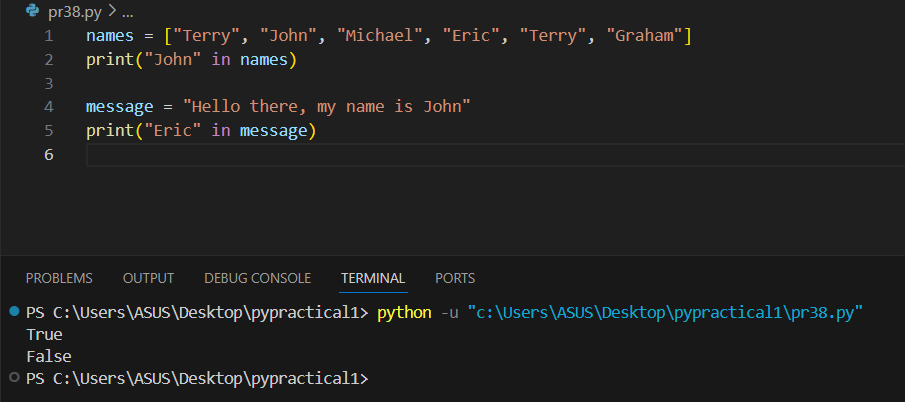 pr38.py > ...
1 names = ["Terry", "John", "Michael", "Eric", "Terry", "Graham"]
2 print("John" in names)
3
4 message = "Hello there, my name is John"
5 print("Eric" in message)
6
PROBLEMS OUTPUT DEBUG CONSOLE TERMINAL PORTS
PS C:\Users\ASUS\Desktop\pypractical1> python -u "c:\Users\ASUS\Desktop\pypractical1\pr38.py"
True
False
PS C:\Users\ASUS\Desktop\pypractical1>